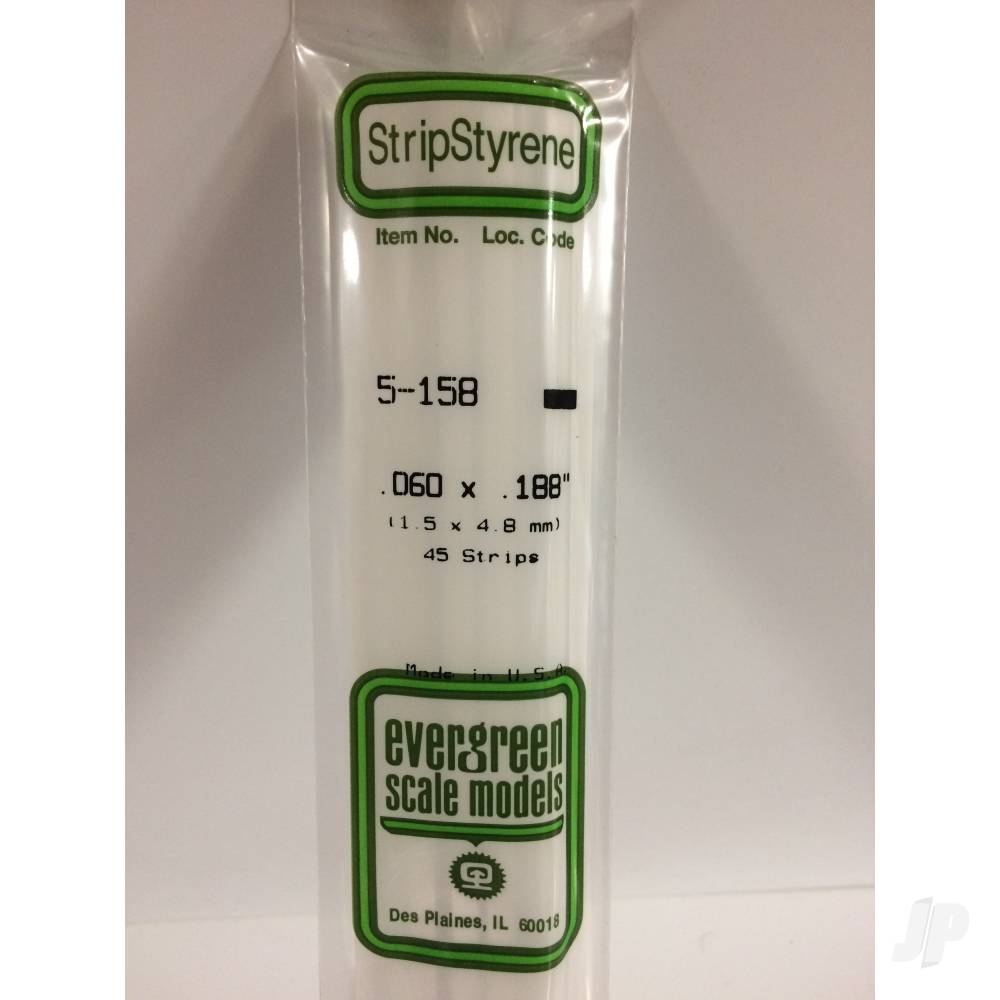 StripStyrene
Item No. Loc. Code
5-158
.060 x .188"
(1.5 x 4.8 mm)
45 Strips
Made in U.S.A.
evergreen
scale models
Des Plaines, IL 60018
JP